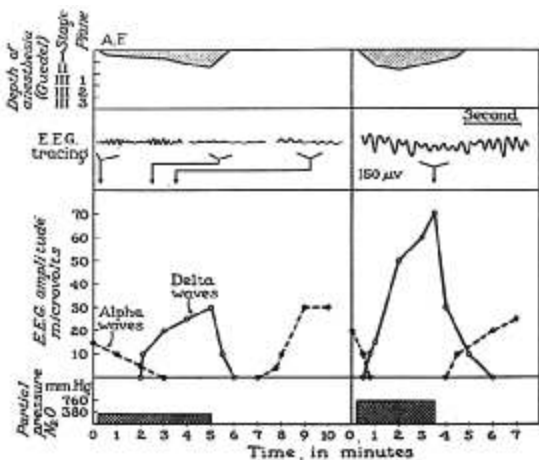 A.F.
Depth of anesthesia (Guedel)
Stage
Plane
I
II
III 1
III 2
III 3
E.E.G. tracing
3 second
150 μv
E.E.G. amplitude microvolts
70
60
50
40
30
20
10
Alpha waves
Delta waves
Partial pressure N₂O
mm.Hg
760
380
0 1 2 3 4 5 6 7 8 9 10 0 1 2 3 4 5 6 7
Time, in minutes